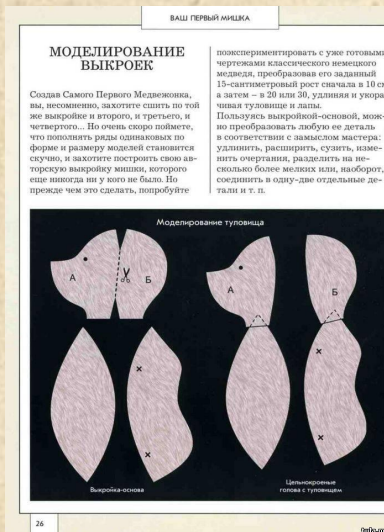 ВАШ ПЕРВЫЙ МИШКА
МОДЕЛИРОВАНИЕ
ВЫКРОЕК
Создав Самого Первого Медвежонка,
вы, несомненно, захотите сшить по той
же выкройке и второго, и третьего, и
четвертого... Но очень скоро поймете,
что пополнять ряды одинаковых по
форме и размеру моделей становится
скучно, и захотите построить свою ав-
торскую выкройку мишки, которого
еще никогда ни у кого не было. Но
прежде чем это сделать, попробуйте
поэкспериментировать с уже готовыми
чертежами классического немецкого
медведя, преобразовав его заданный
15-сантиметровый рост сначала в 10 см
а затем – в 20 или 30, удлиняя и укора
чивая туловище и лапы.
Пользуясь выкройкой-основой, мож-
но преобразовать любую ее деталь
в соответствии с замыслом мастера:
удлинить, расширить, сузить, изме-
нить очертания, разделить на не-
сколько более мелких или, наоборот,
соединить в одну-две отдельные де-
тали и т. п.
Моделирование туловища
А
Б
А
Б
Выкройка-основа
Цельнокроеные
голова с туловищем
26